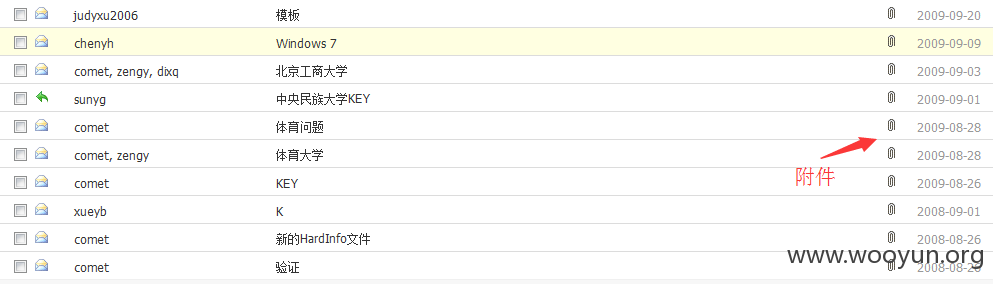 judyxu2006 模板 2009-09-20
chenyh Windows 7 2009-09-09
comet, zengy, dixq 北京工商大学 2009-09-03
sunyg 中央民族大学KEY 2009-09-01
comet 体育问题 2009-08-28
comet, zengy 体育大学 2009-08-28
附件
comet KEY 2009-08-26
xueyb K 2008-09-01
comet 新的HardInfo文件 2008-08-26
www.wooyun.org
comet 验证 2008-08-26